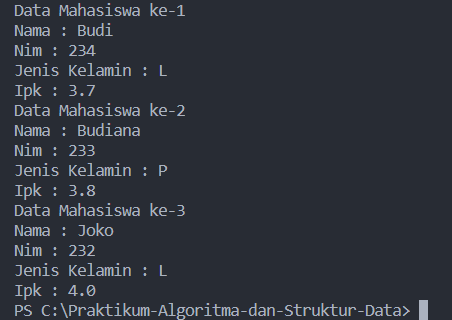 Data Mahasiswa ke-1
Nama : Budi
Nim : 234
Jenis Kelamin : L
Ipk : 3.7
Data Mahasiswa ke-2
Nama : Budiana
Nim : 233
Jenis Kelamin : P
Ipk : 3.8
Data Mahasiswa ke-3
Nama : Joko
Nim : 232
Jenis Kelamin : L
Ipk : 4.0
PS C:\Praktikum-Algoritma-dan-Struktur-Data>